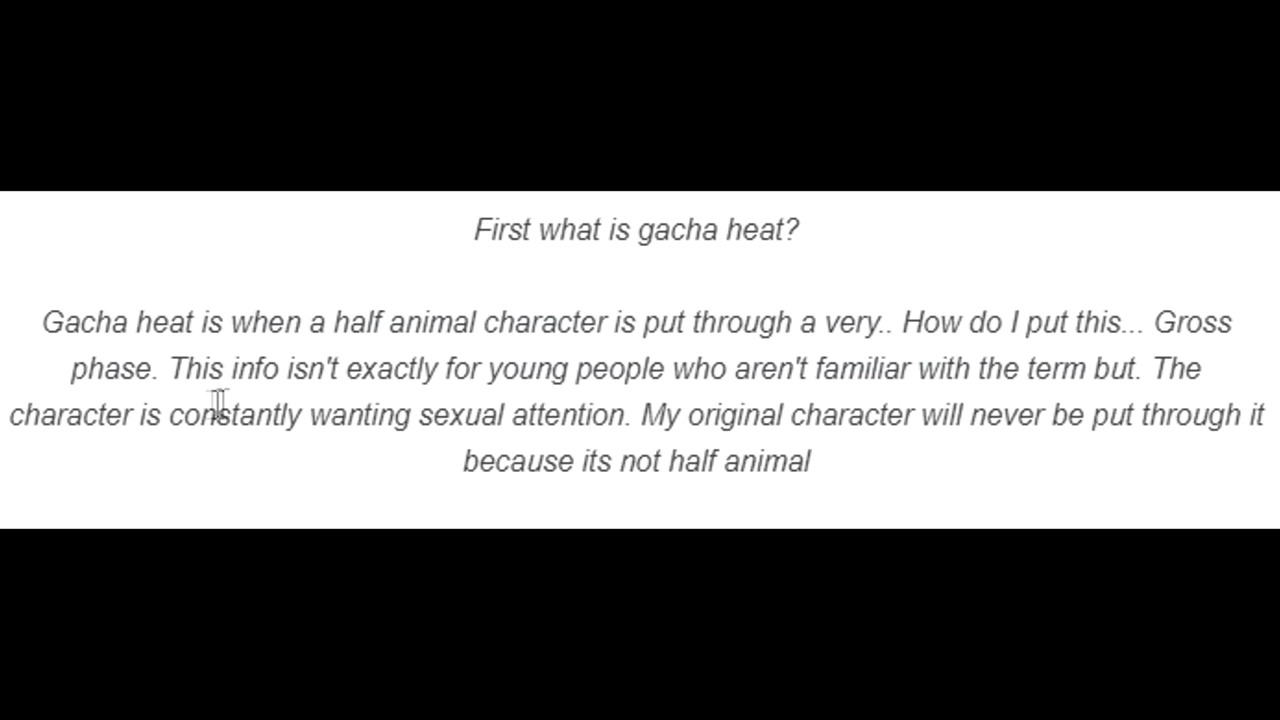 First what is gacha heat?
Gacha heat is when a half animal character is put through a very.. How do I put this... Gross
phase. This info isn't exactly for young people who aren't familiar with the term but. The
character is constantly wanting sexual attention. My original character will never be put through it
because its not half animal